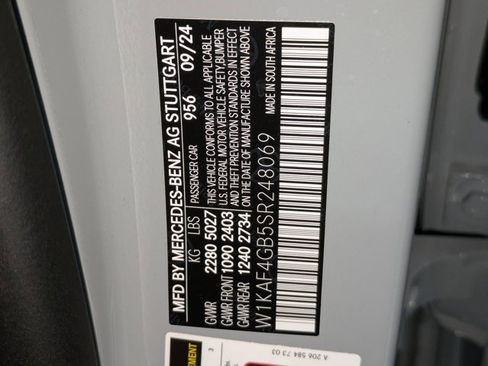 MFD BY MERCEDES-BENZ AG STUTTGART
KG LBS PASSENGER CAR 956 09/24
GAWR 2280 5027
GAWR FRONT 1090 2403
GAWR REAR 1240 2734
THIS VEHICLE CONFORMS TO ALL APPLICABLE
U.S. FEDERAL MOTOR VEHICLE SAFETY, BUMPER
AND THEFT PREVENTION STANDARDS IN EFFECT
ON THE DATE OF MANUFACTURE SHOWN ABOVE.
W1KAF4GB5SR248069 MADE IN SOUTH AFRICA
A 206 584 73 03
3